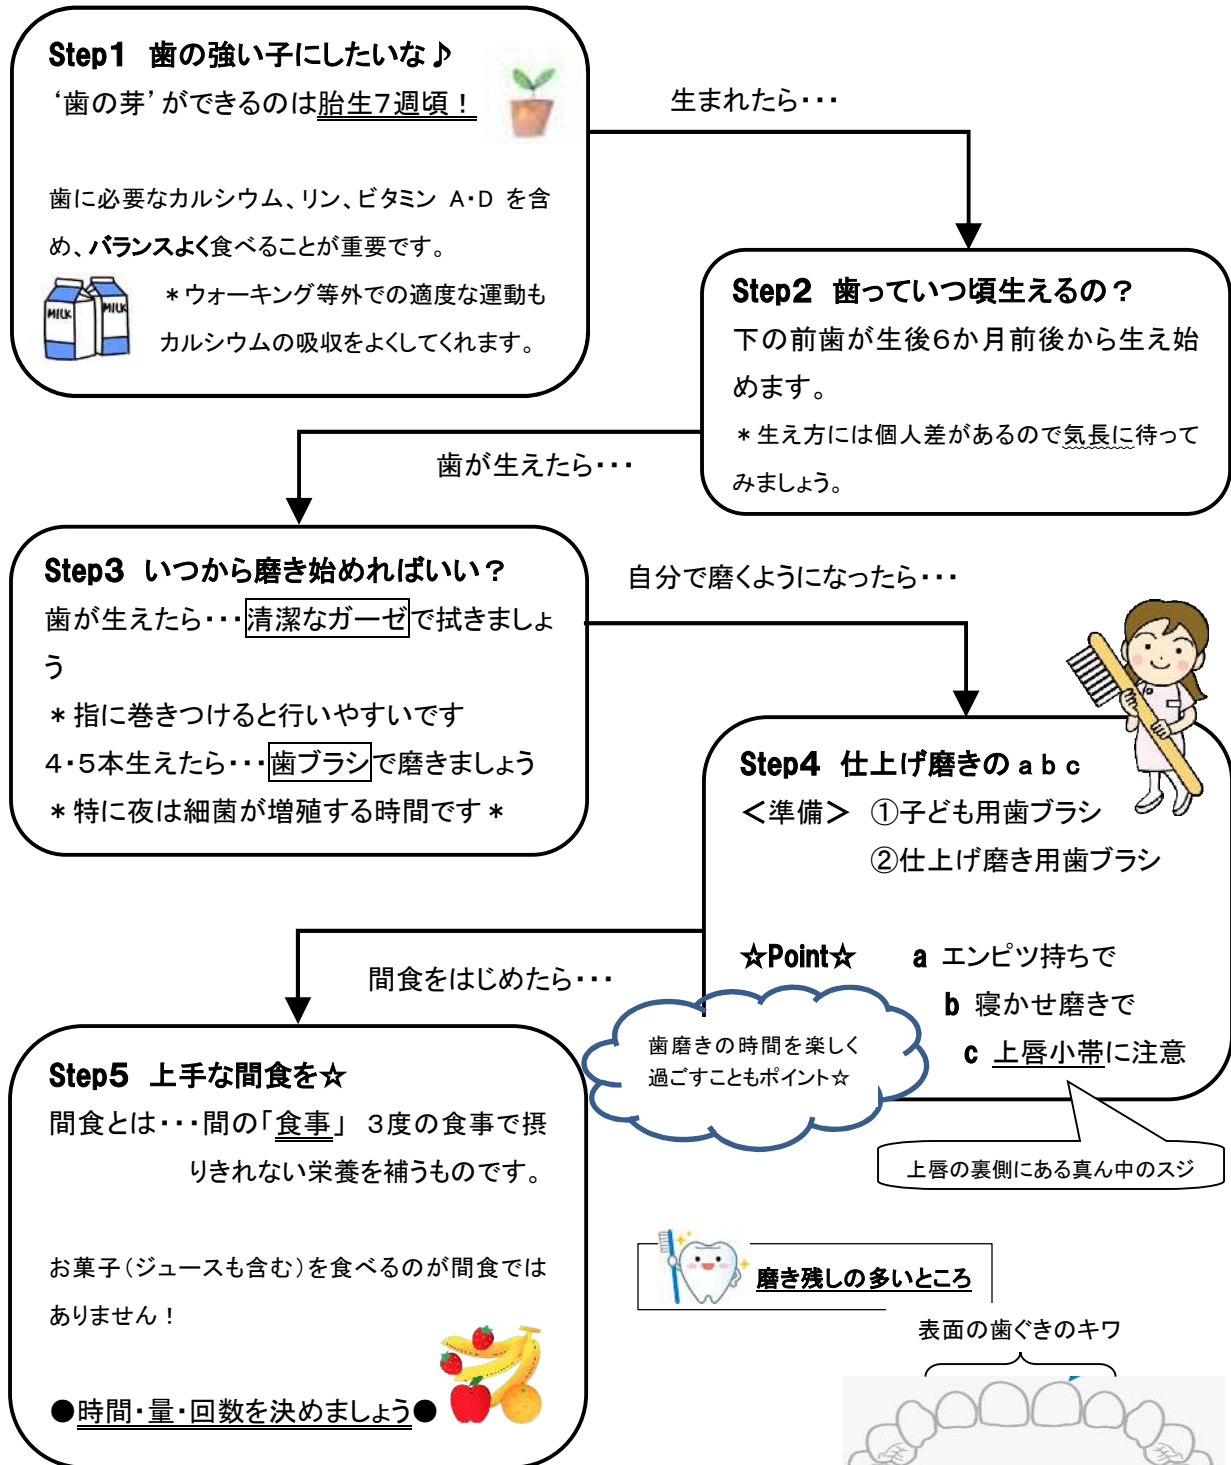 Step1 歯の強い子にしたいな♪
‘歯の芽’ができるのは胎生7週頃！
歯に必要なカルシウム、リン、ビタミン A・D を含
め、バランスよく食べることが重要です。
＊ウォーキング等外での適度な運動も
カルシウムの吸収をよくしてくれます。
MILK
MILK
生まれたら・・・
Step2 歯っていつ頃生えるの？
下の前歯が生後6か月前後から生え始
めます。
＊生え方には個人差があるので気長に待って
みましょう。
歯が生えたら・・・
Step3 いつから磨き始めればいい？
歯が生えたら・・・清潔なガーゼで拭きましょ
う
＊指に巻きつけると行いやすいです
4・5本生えたら・・・歯ブラシで磨きましょう
＊特に夜は細菌が増殖する時間です＊
自分で磨くようになったら・・・
Step4 仕上げ磨きのａｂｃ
＜準備＞ ①子ども用歯ブラシ
②仕上げ磨き用歯ブラシ
☆Point☆ a エンピツ持ちで
b 寝かせ磨きで
c 上唇小帯に注意
歯磨きの時間を楽しく
過ごすこともポイント☆
上唇の裏側にある真ん中のスジ
間食をはじめたら・・・
Step5 上手な間食を☆
間食とは・・・間の「食事」 3度の食事で摂
りきれない栄養を補うものです。
お菓子（ジュースも含む）を食べるのが間食では
ありません！
●時間・量・回数を決めましょう●
磨き残しの多いところ
表面の歯ぐきのキワ